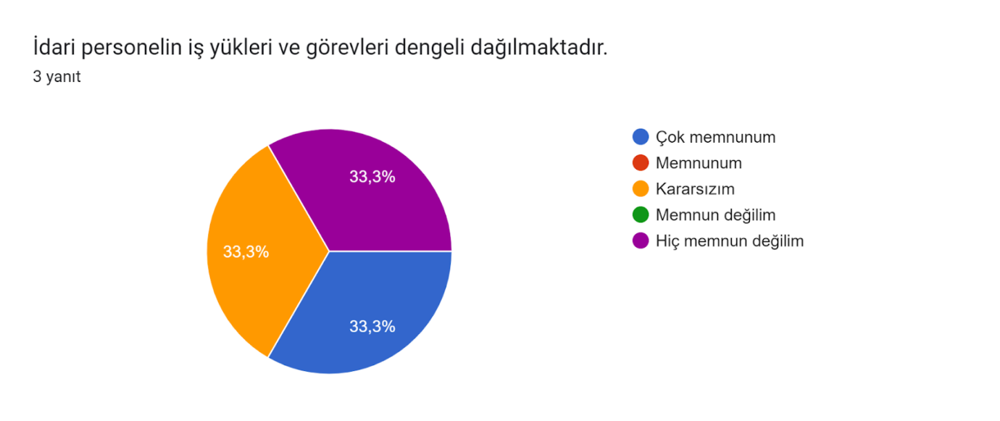 İdari personelin iş yükleri ve görevleri dengeli dağılmaktadır.
3 yanıt
33,3%
33,3%
33,3%
Çok memnunum
Memnunum
Kararsızım
Memnun değilim
Hiç memnun değilim